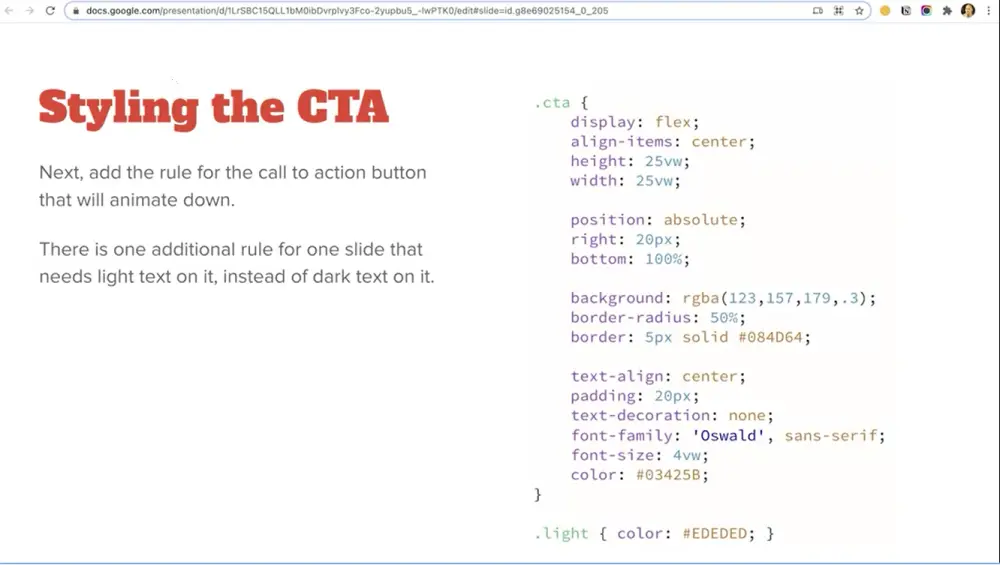 docs.google.com/presentation/d/1LrSBC15QLL1bM0ibDvrplvy3Fco-2yupbu5_-lwPTK0/edit#slide=id.g8e69025154_0_205
Styling the CTA
Next, add the rule for the call to action button
that will animate down.
There is one additional rule for one slide that
needs light text on it, instead of dark text on it.
.cta {
display: flex;
align-items: center;
height: 25vw;
width: 25vw;
position: absolute;
right: 20px;
bottom: 100%;
background: rgba(123,157,179,.3);
border-radius: 50%;
border: 5px solid #084D64;
text-align: center;
padding: 20px;
text-decoration: none;
font-family: 'Oswald', sans-serif;
font-size: 4vw;
color: #03425B;
}
.light { color: #EDEDED; }